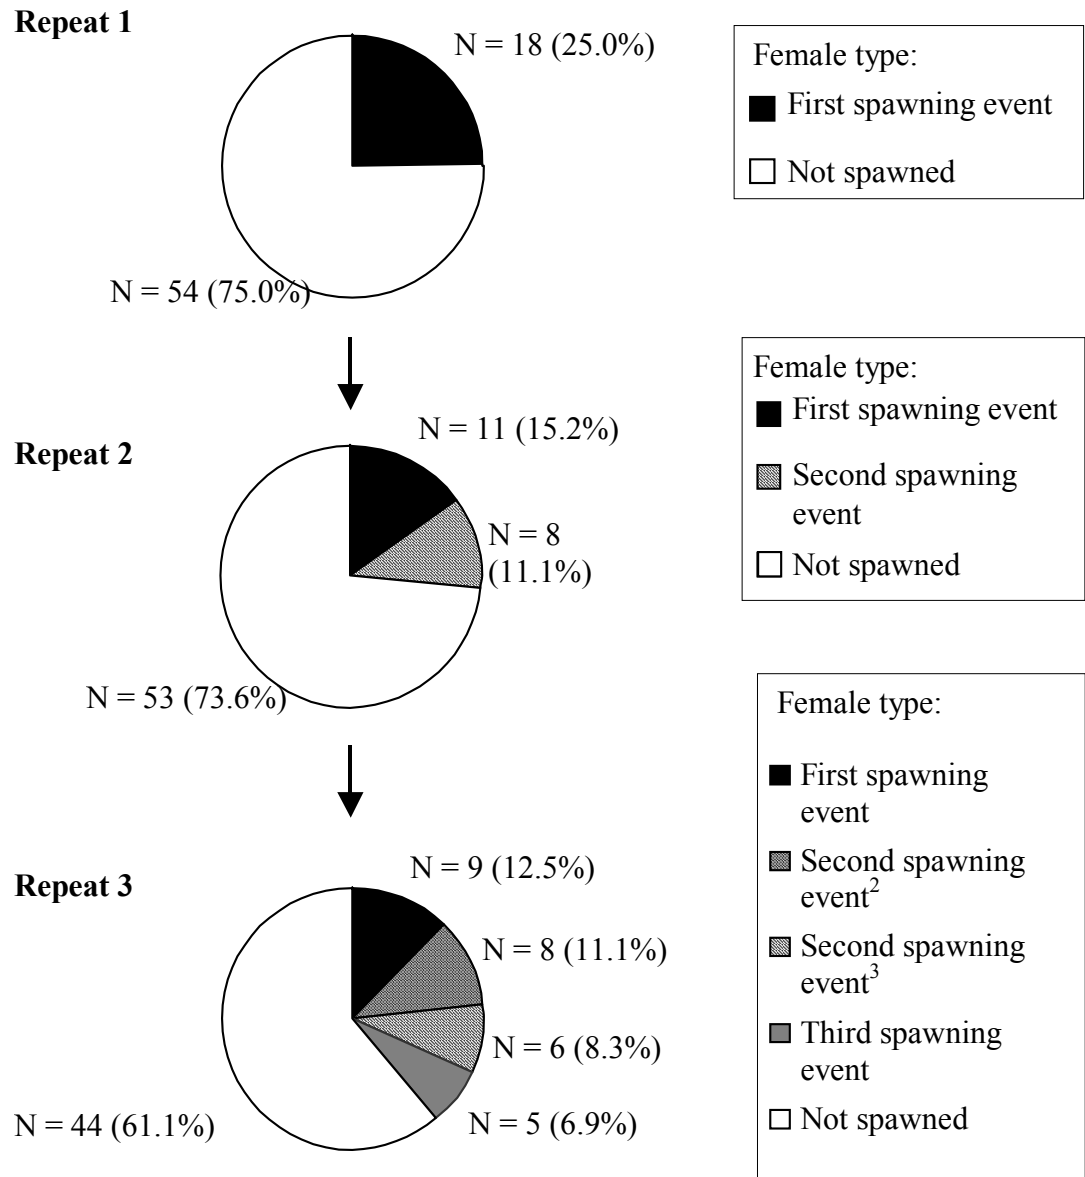 Repeat 1
N = 18 (25.0%)
N = 54 (75.0%)
Female type:
First spawning event
Not spawned
Repeat 2
N = 11 (15.2%)
N = 8
(11.1%)
N = 53 (73.6%)
Female type:
First spawning event
Second spawning
event
Not spawned
Repeat 3
N = 9 (12.5%)
N = 8 (11.1%)
N = 6 (8.3%)
N = 5 (6.9%)
N = 44 (61.1%)
Female type:
First spawning
event
Second spawning
event²
Second spawning
event³
Third spawning
event
Not spawned